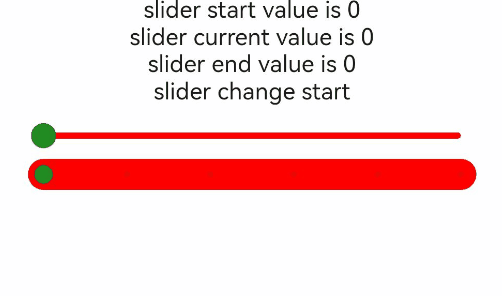 slider start value is 0
slider current value is 0
slider end value is 0
slider change start